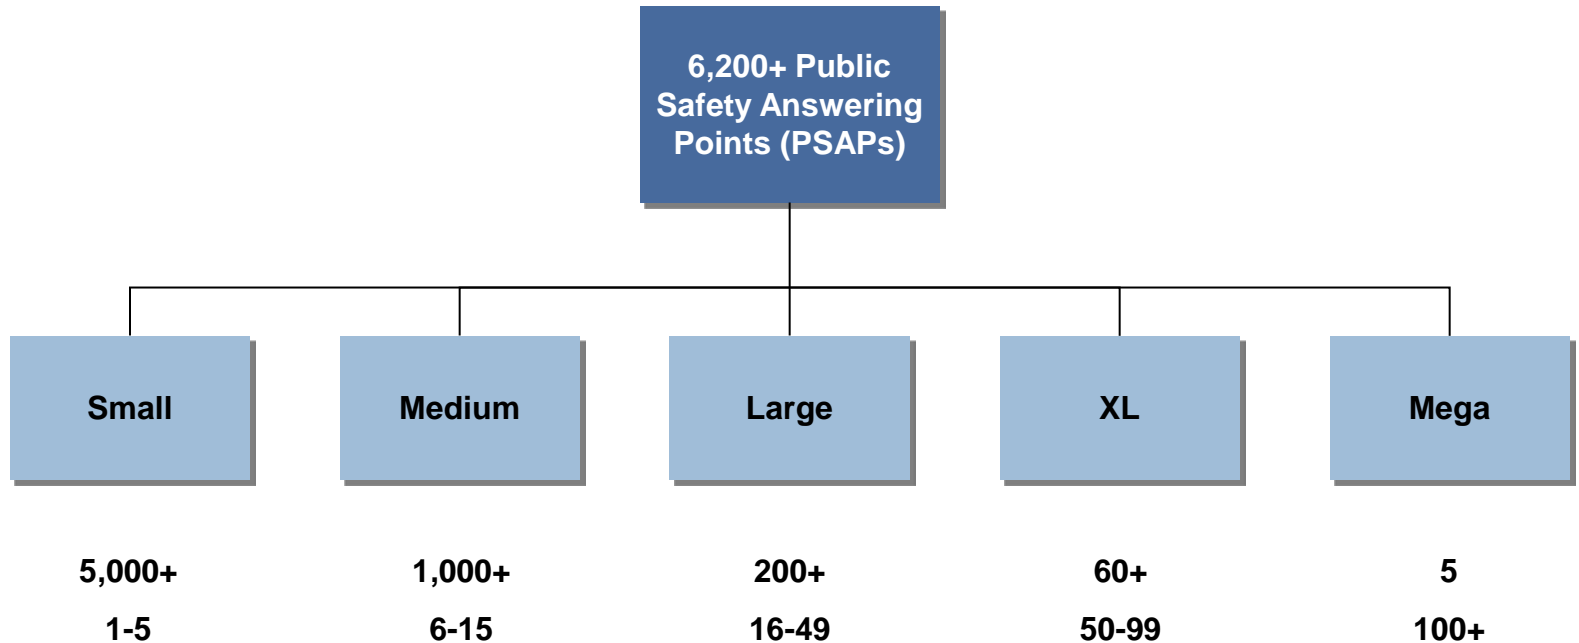 6,200+ Public
Safety Answering
Points (PSAPs)
Small
Medium
Large
XL
Mega
5,000+
1,000+
200+
60+
5
1-5
6-15
16-49
50-99
100+